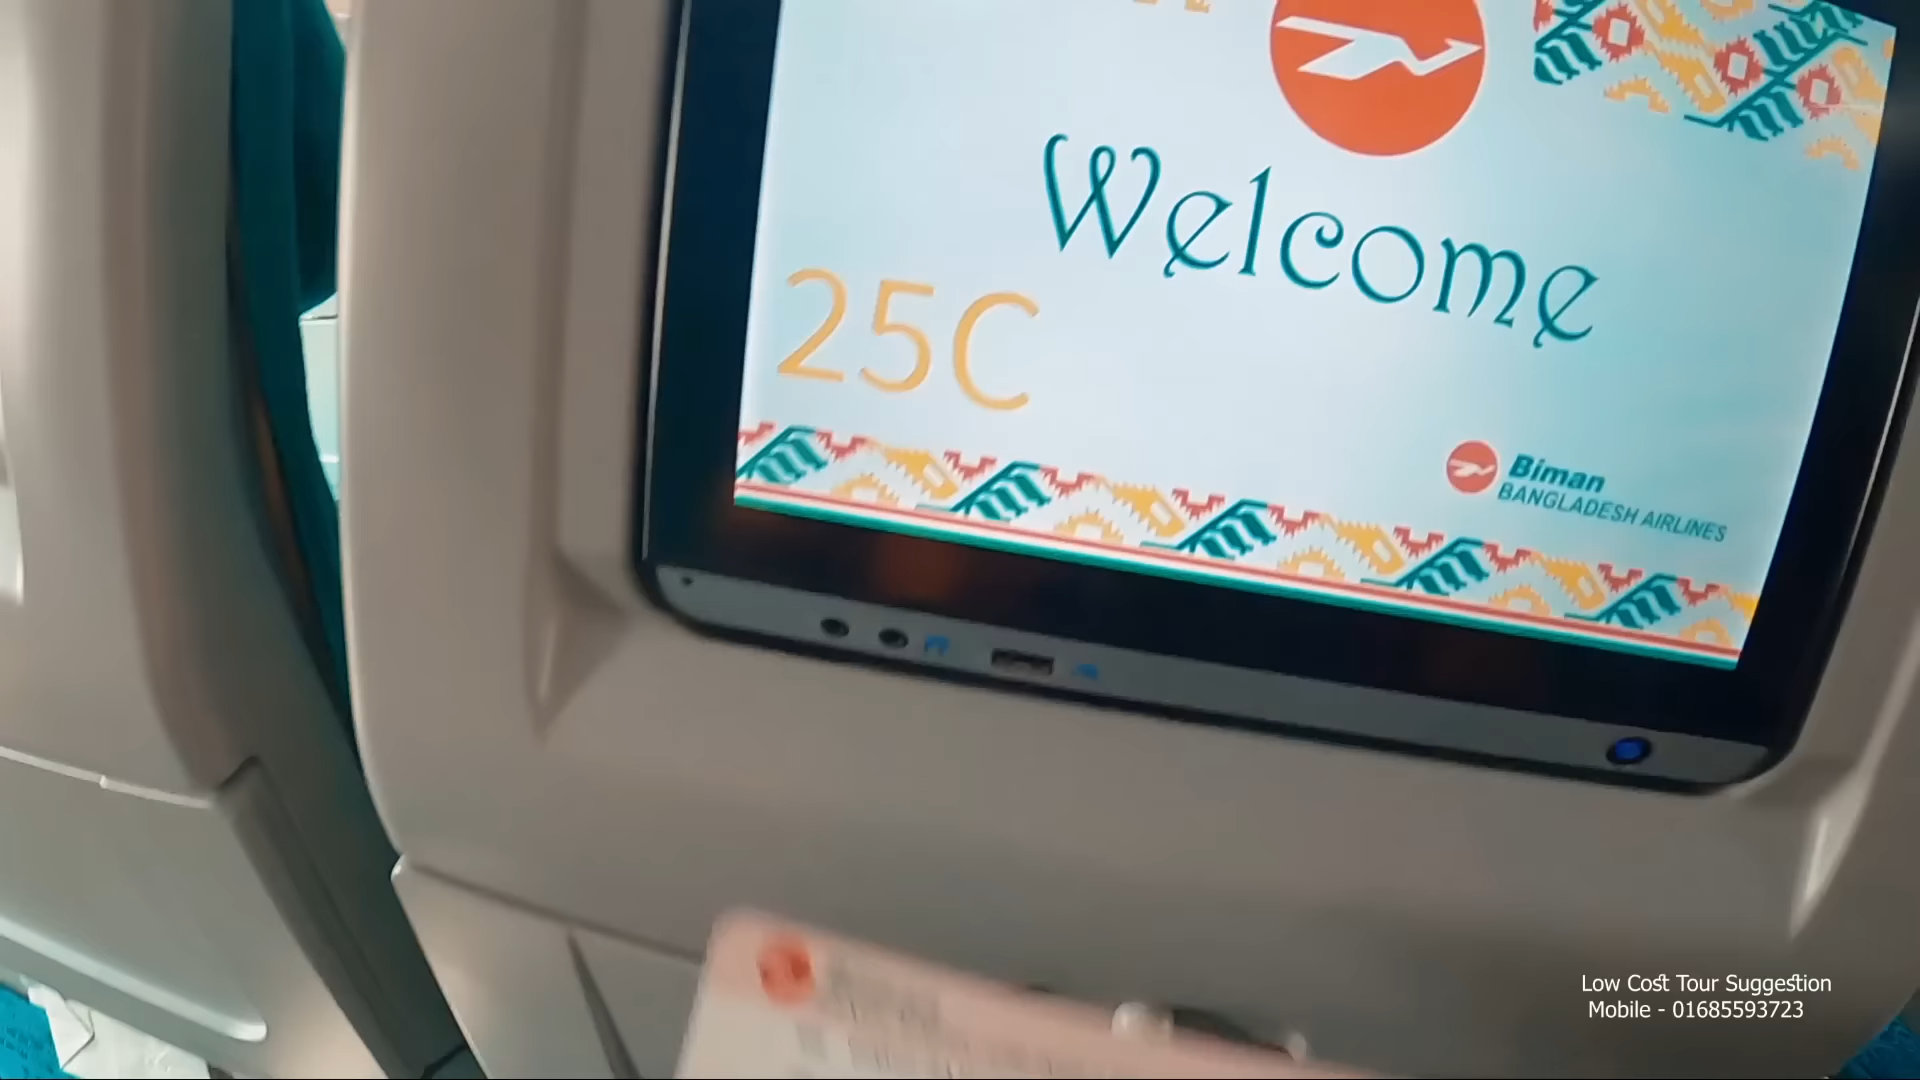 Welcome
25C
Biman
BANGLADESH AIRLINES
Low Cost Tour Suggestion
Mobile - 01685593723